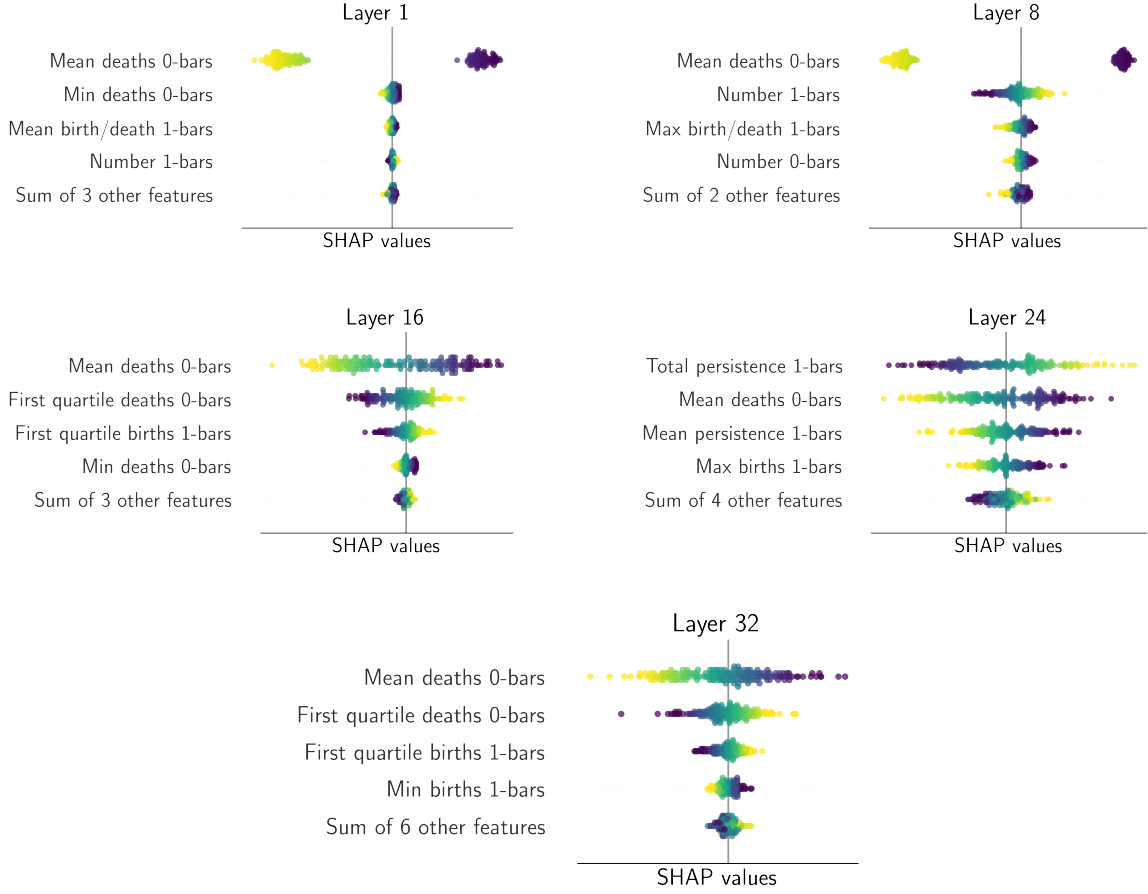 Layer 1
Mean deaths 0-bars
Min deaths 0-bars
Mean birth/death 1-bars
Number 1-bars
Sum of 3 other features
SHAP values
Layer 8
Mean deaths 0-bars
Number 1-bars
Max birth/death 1-bars
Number 0-bars
Sum of 2 other features
SHAP values
Layer 16
Mean deaths 0-bars
First quartile deaths 0-bars
First quartile births 1-bars
Min deaths 0-bars
Sum of 3 other features
SHAP values
Layer 24
Total persistence 1-bars
Mean deaths 0-bars
Mean persistence 1-bars
Max births 1-bars
Sum of 4 other features
SHAP values
Layer 32
Mean deaths 0-bars
First quartile deaths 0-bars
First quartile births 1-bars
Min births 1-bars
Sum of 6 other features
SHAP values